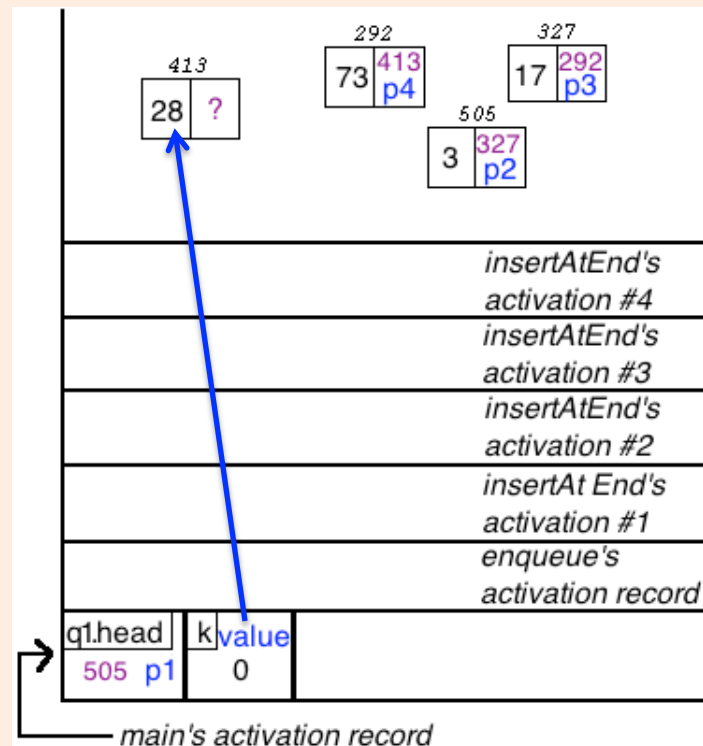 292
327
413
73
413
p4
17
292
p3
28
?
505
3
327
p2
insertAtEnd's
activation #4
insertAtEnd's
activation #3
insertAtEnd's
activation #2
insertAt End's
activation #1
enqueue's
activation record
q1.head
k
value
505 p1
0
main's activation record